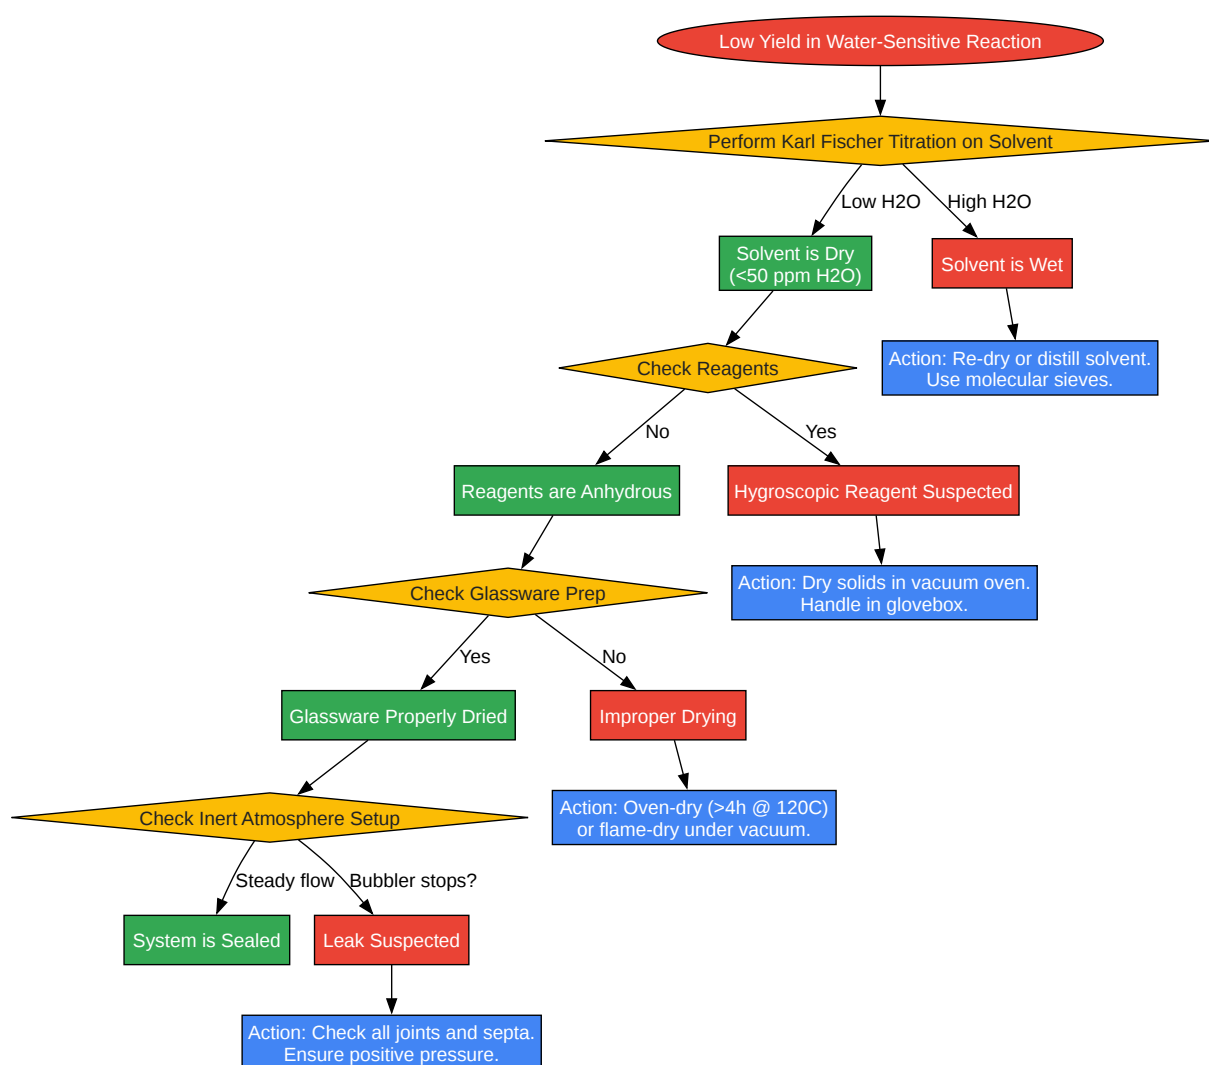 Low Yield in Water-Sensitive Reaction
Perform Karl Fischer Titration on Solvent
Low H2O
High H2O
Solvent is Dry
(<50 ppm H2O)
Solvent is Wet
Action: Re-dry or distill solvent.
Use molecular sieves.
Check Reagents
No
Yes
Reagents are Anhydrous
Hygroscopic Reagent Suspected
Action: Dry solids in vacuum oven.
Handle in glovebox.
Check Glassware Prep
Yes
No
Glassware Properly Dried
Improper Drying
Action: Oven-dry (>4h @ 120C)
or flame-dry under vacuum.
Check Inert Atmosphere Setup
Steady flow
Bubbler stops?
System is Sealed
Leak Suspected
Action: Check all joints and septa.
Ensure positive pressure.